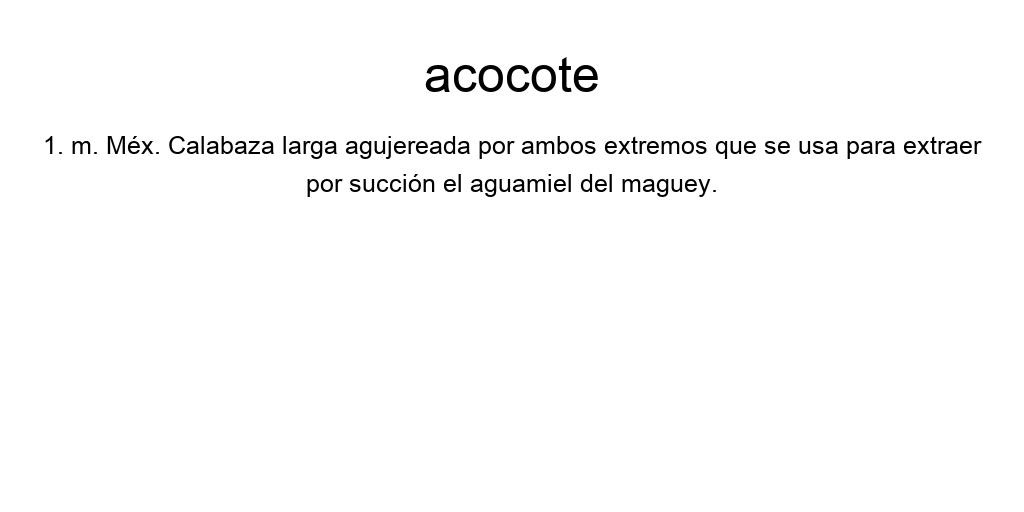 acocote
1. m. Méx. Calabaza larga agujereada por ambos extremos que se usa para extraer
por succión el aguamiel del maguey.